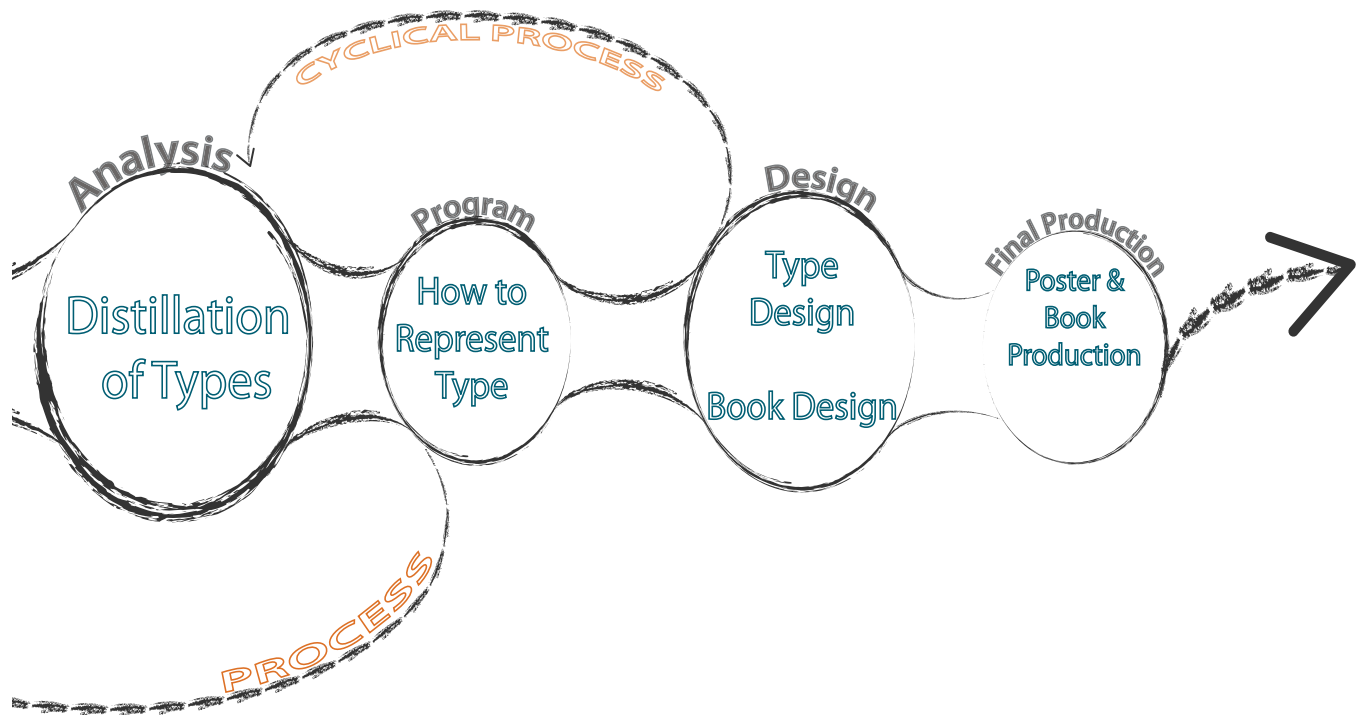 CYCLICAL PROCESS
Analysis
Distillation
of Types
Program
How to
Represent
Type
Design
Type
Design
Book Design
Final Production
Poster &
Book
Production
PROCESS